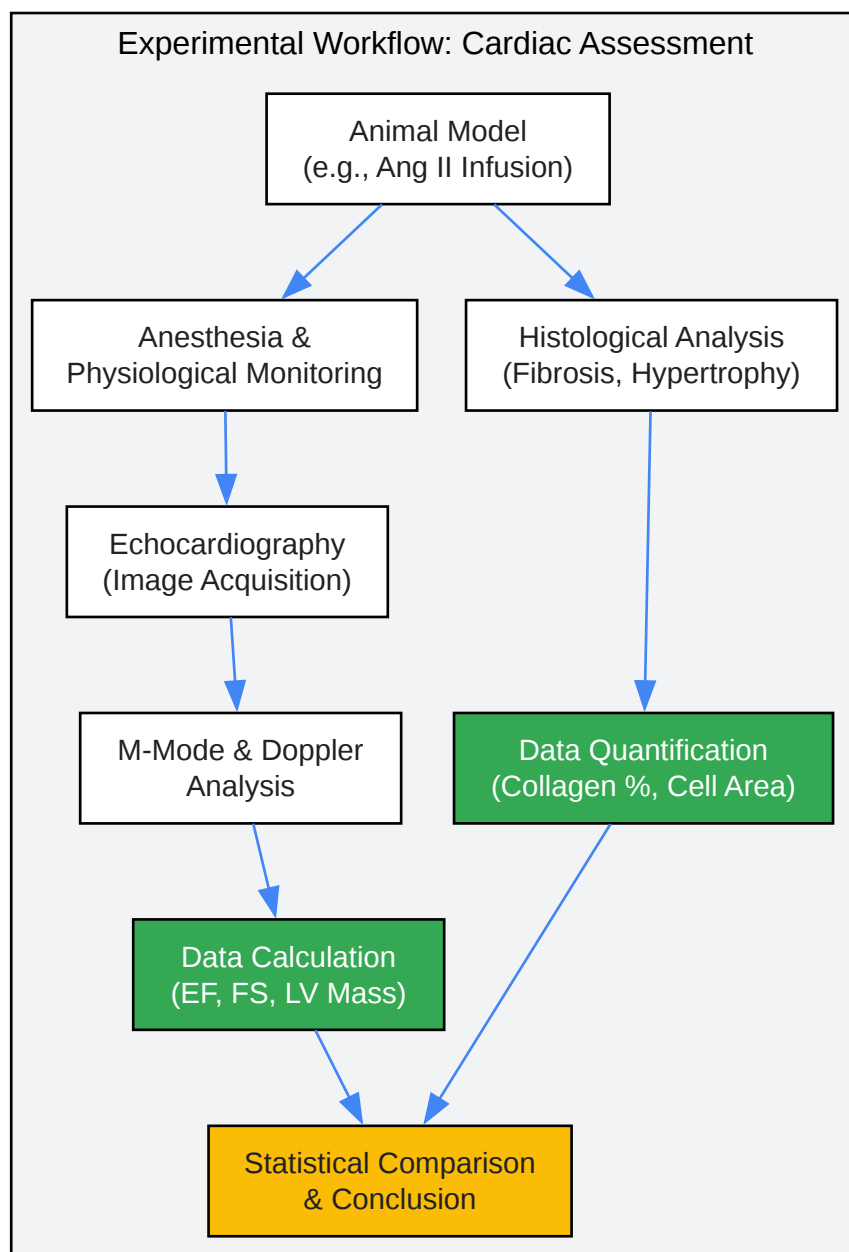 Experimental Workflow: Cardiac Assessment
Animal Model
(e.g., Ang II Infusion)
Anesthesia &
Physiological Monitoring
Histological Analysis
(Fibrosis, Hypertrophy)
Echocardiography
(Image Acquisition)
M-Mode & Doppler
Analysis
Data Quantification
(Collagen %, Cell Area)
Data Calculation
(EF, FS, LV Mass)
Statistical Comparison
& Conclusion